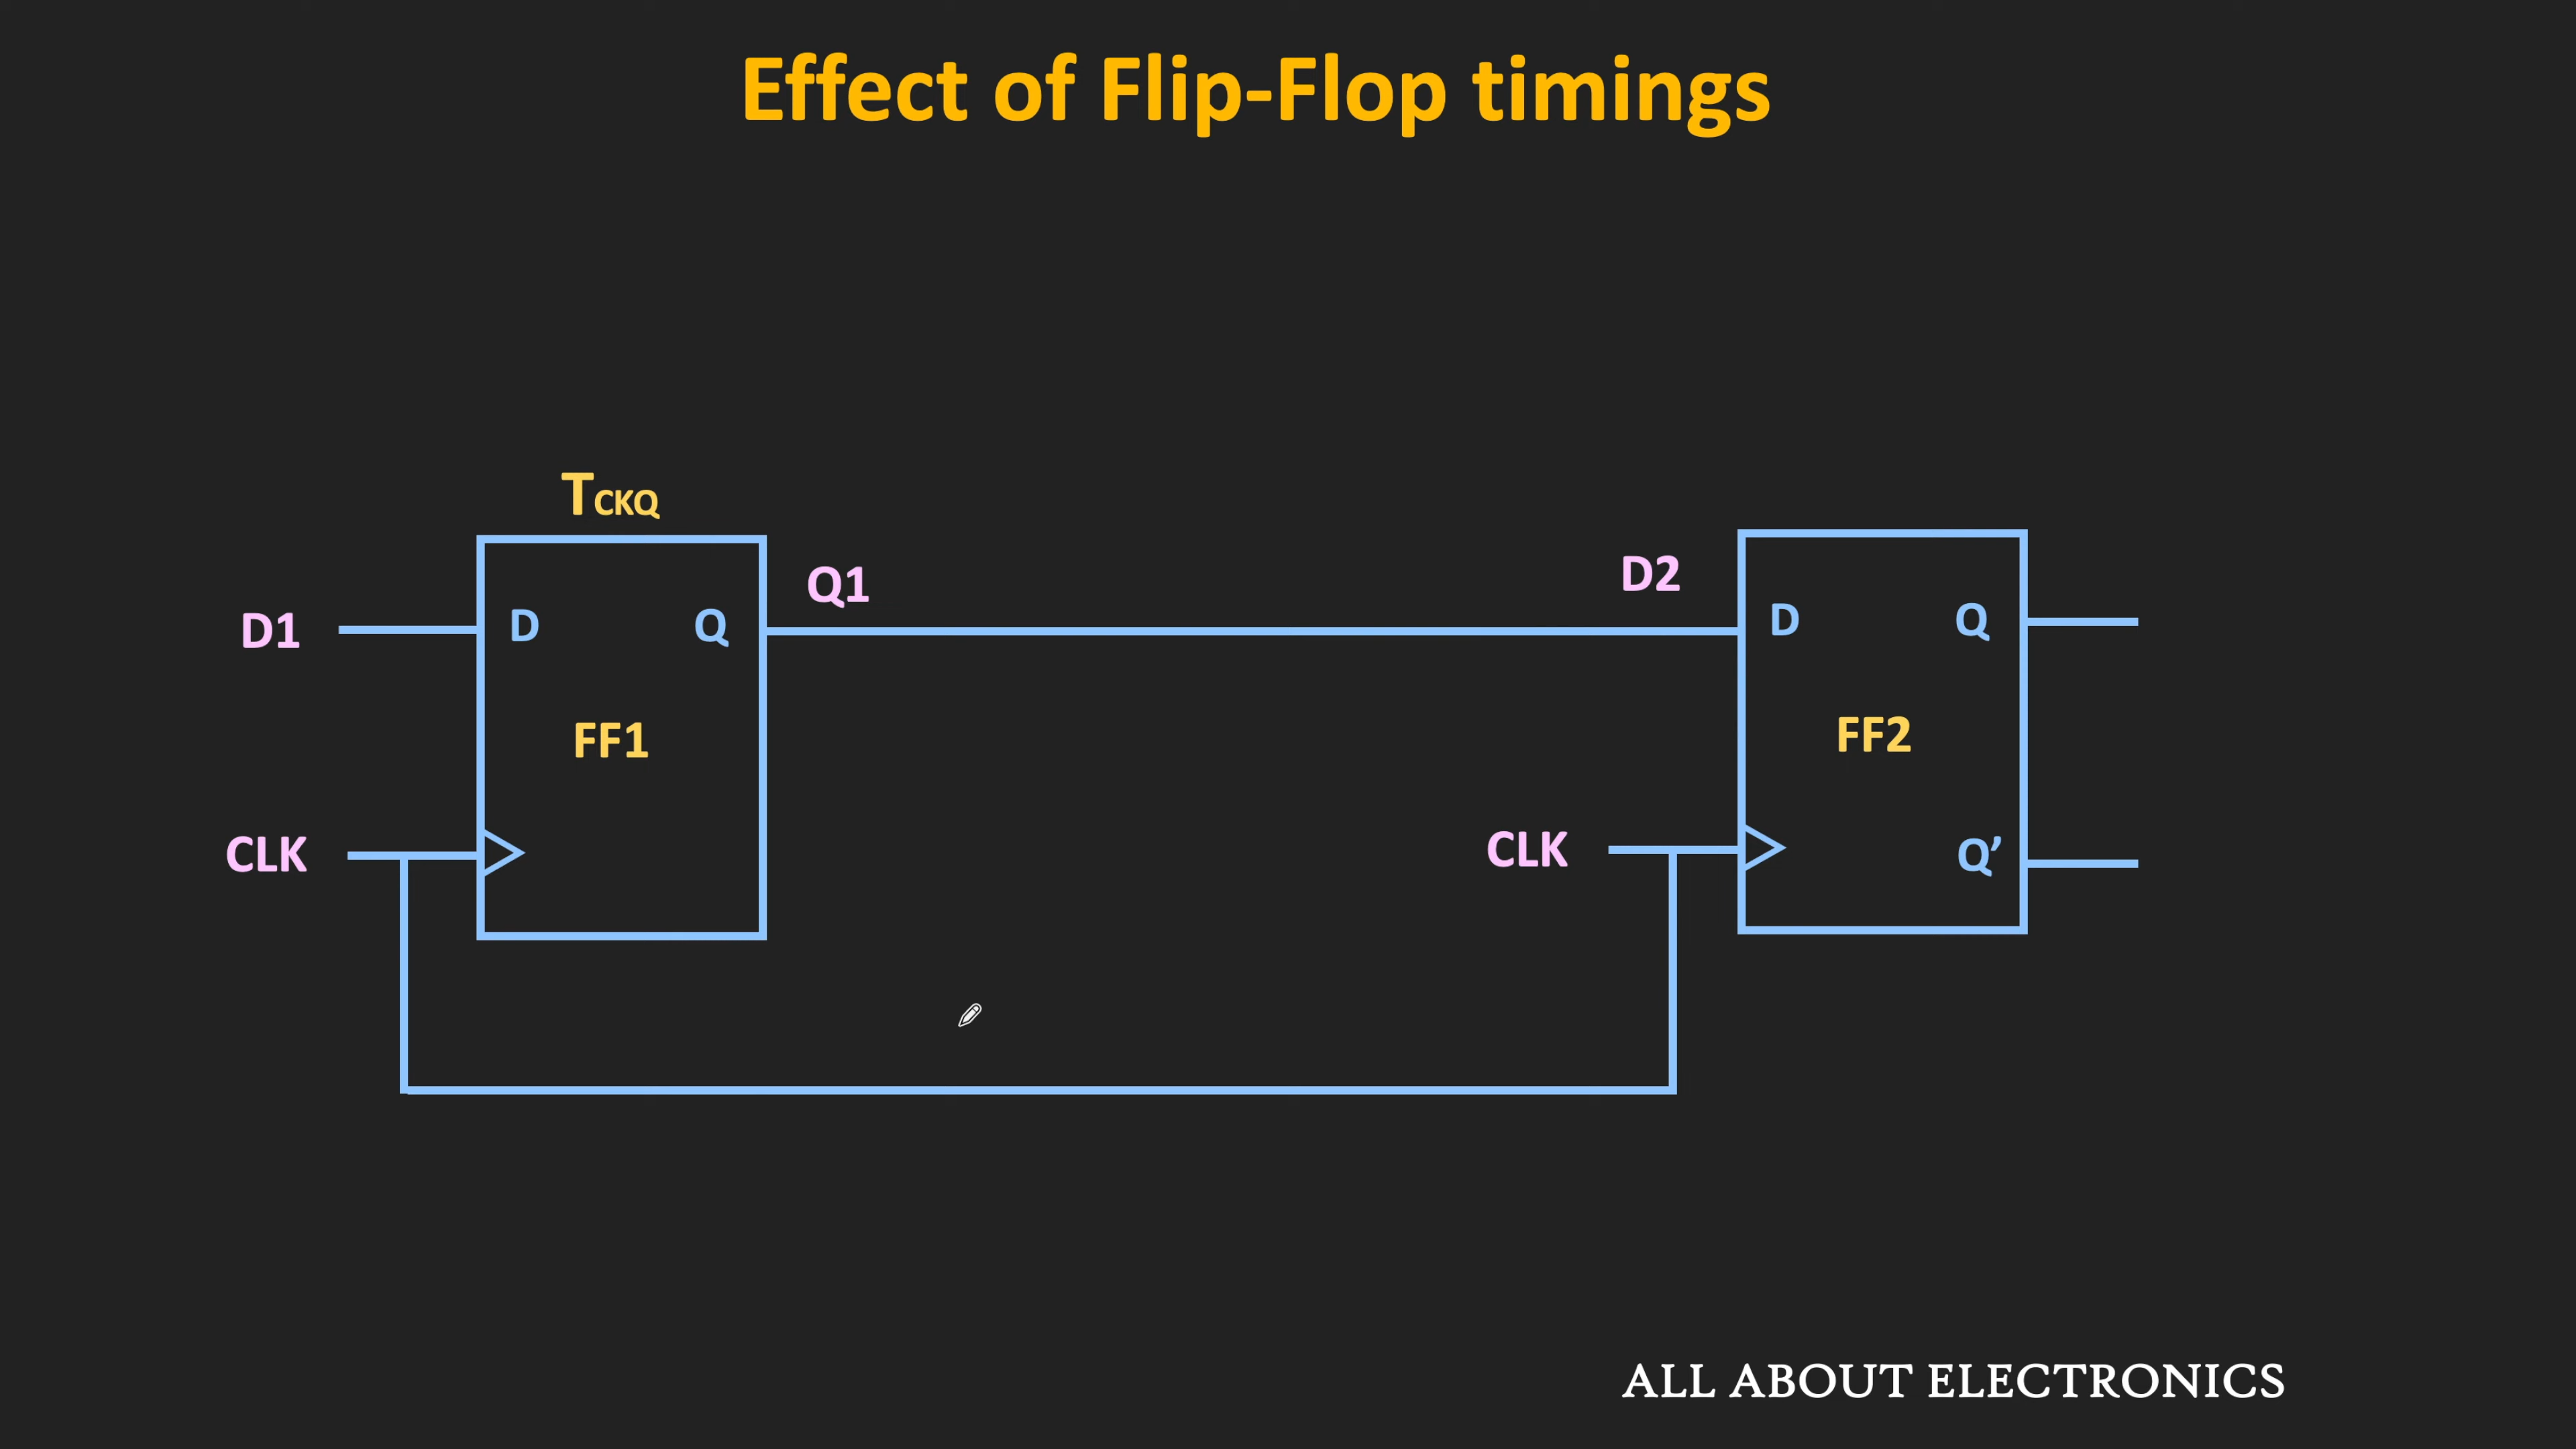 Effect of Flip-Flop timings
TCKQ
Q1
D2
D1
D
Q
D
Q
FF1
FF2
CLK
CLK
Q’
ALL ABOUT ELECTRONICS